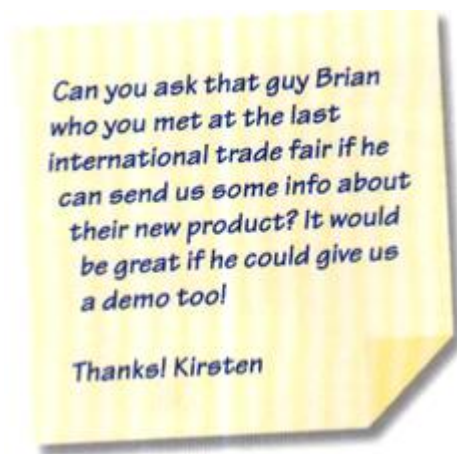 Can you ask that guy Brian
who you met at the last
international trade fair if he
can send us some info about
their new product? It would
be great if he could give us
a demo too!
Thanks! Kirsten